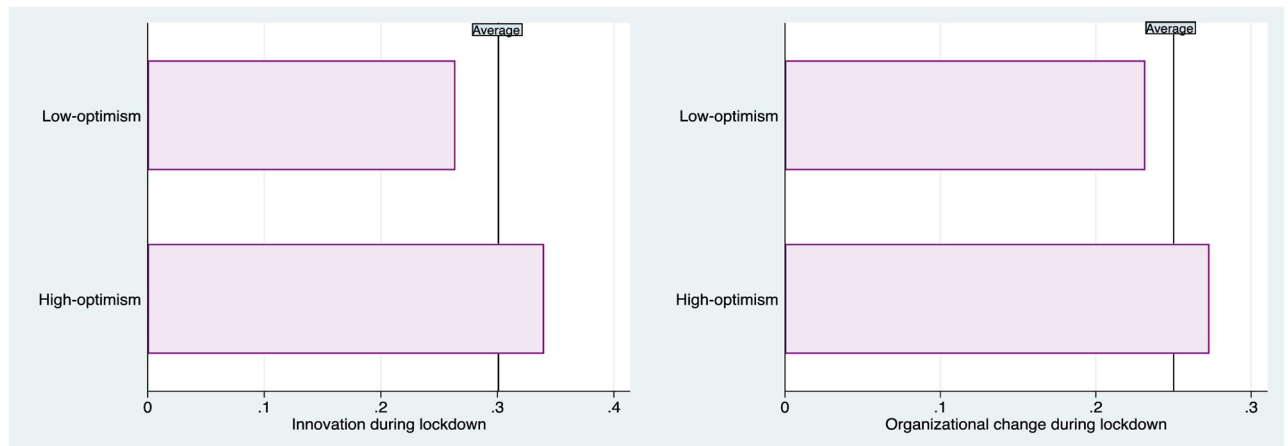 Average
Low-optimism
High-optimism
0 .1 .2 .3 .4
Innovation during lockdown
Average
Low-optimism
High-optimism
0 .1 .2 .3
Organizational change during lockdown